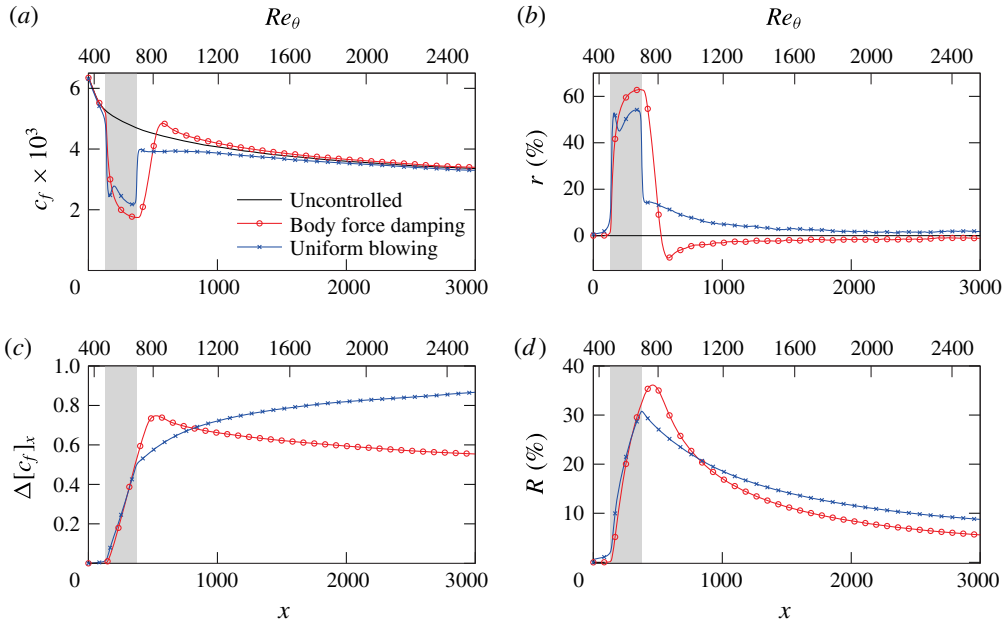 (a) Re_θ
400 800 1200 1600 2000 2400
6
4
2
0 1000 2000 3000
c_f × 10^3
Uncontrolled
Body force damping
Uniform blowing
(b) Re_θ
400 800 1200 1600 2000 2400
60
40
20
0
0 1000 2000 3000
r (%)
(c)
400 800 1200 1600 2000 2400
1.0
0.8
0.6
0.4
0.2
0 1000 2000 3000
Δ[c_f]_x
x
(d)
400 800 1200 1600 2000 2400
40
30
20
10
0 1000 2000 3000
R (%)
x